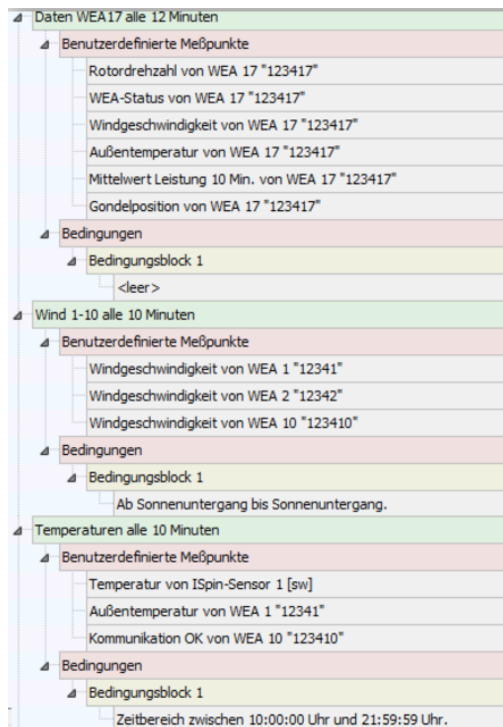 Daten WEA17 alle 12 Minuten
Benutzerdefinierte Meßpunkte
Rotordrehzahl von WEA 17 "123417"
WEA-Status von WEA 17 "123417"
Windgeschwindigkeit von WEA 17 "123417"
Außentemperatur von WEA 17 "123417"
Mittelwert Leistung 10 Min. von WEA 17 "123417"
Gondelposition von WEA 17 "123417"
Bedingungen
Bedingungsblock 1
<leer>
Wind 1-10 alle 10 Minuten
Benutzerdefinierte Meßpunkte
Windgeschwindigkeit von WEA 1 "12341"
Windgeschwindigkeit von WEA 2 "12342"
Windgeschwindigkeit von WEA 10 "123410"
Bedingungen
Bedingungsblock 1
Ab Sonnenuntergang bis Sonnenuntergang.
Temperaturen alle 10 Minuten
Benutzerdefinierte Meßpunkte
Temperatur von ISpin-Sensor 1 [sw]
Außentemperatur von WEA 1 "12341"
Kommunikation OK von WEA 10 "123410"
Bedingungen
Bedingungsblock 1
Zeitbereich zwischen 10:00:00 Uhr und 21:59:59 Uhr.